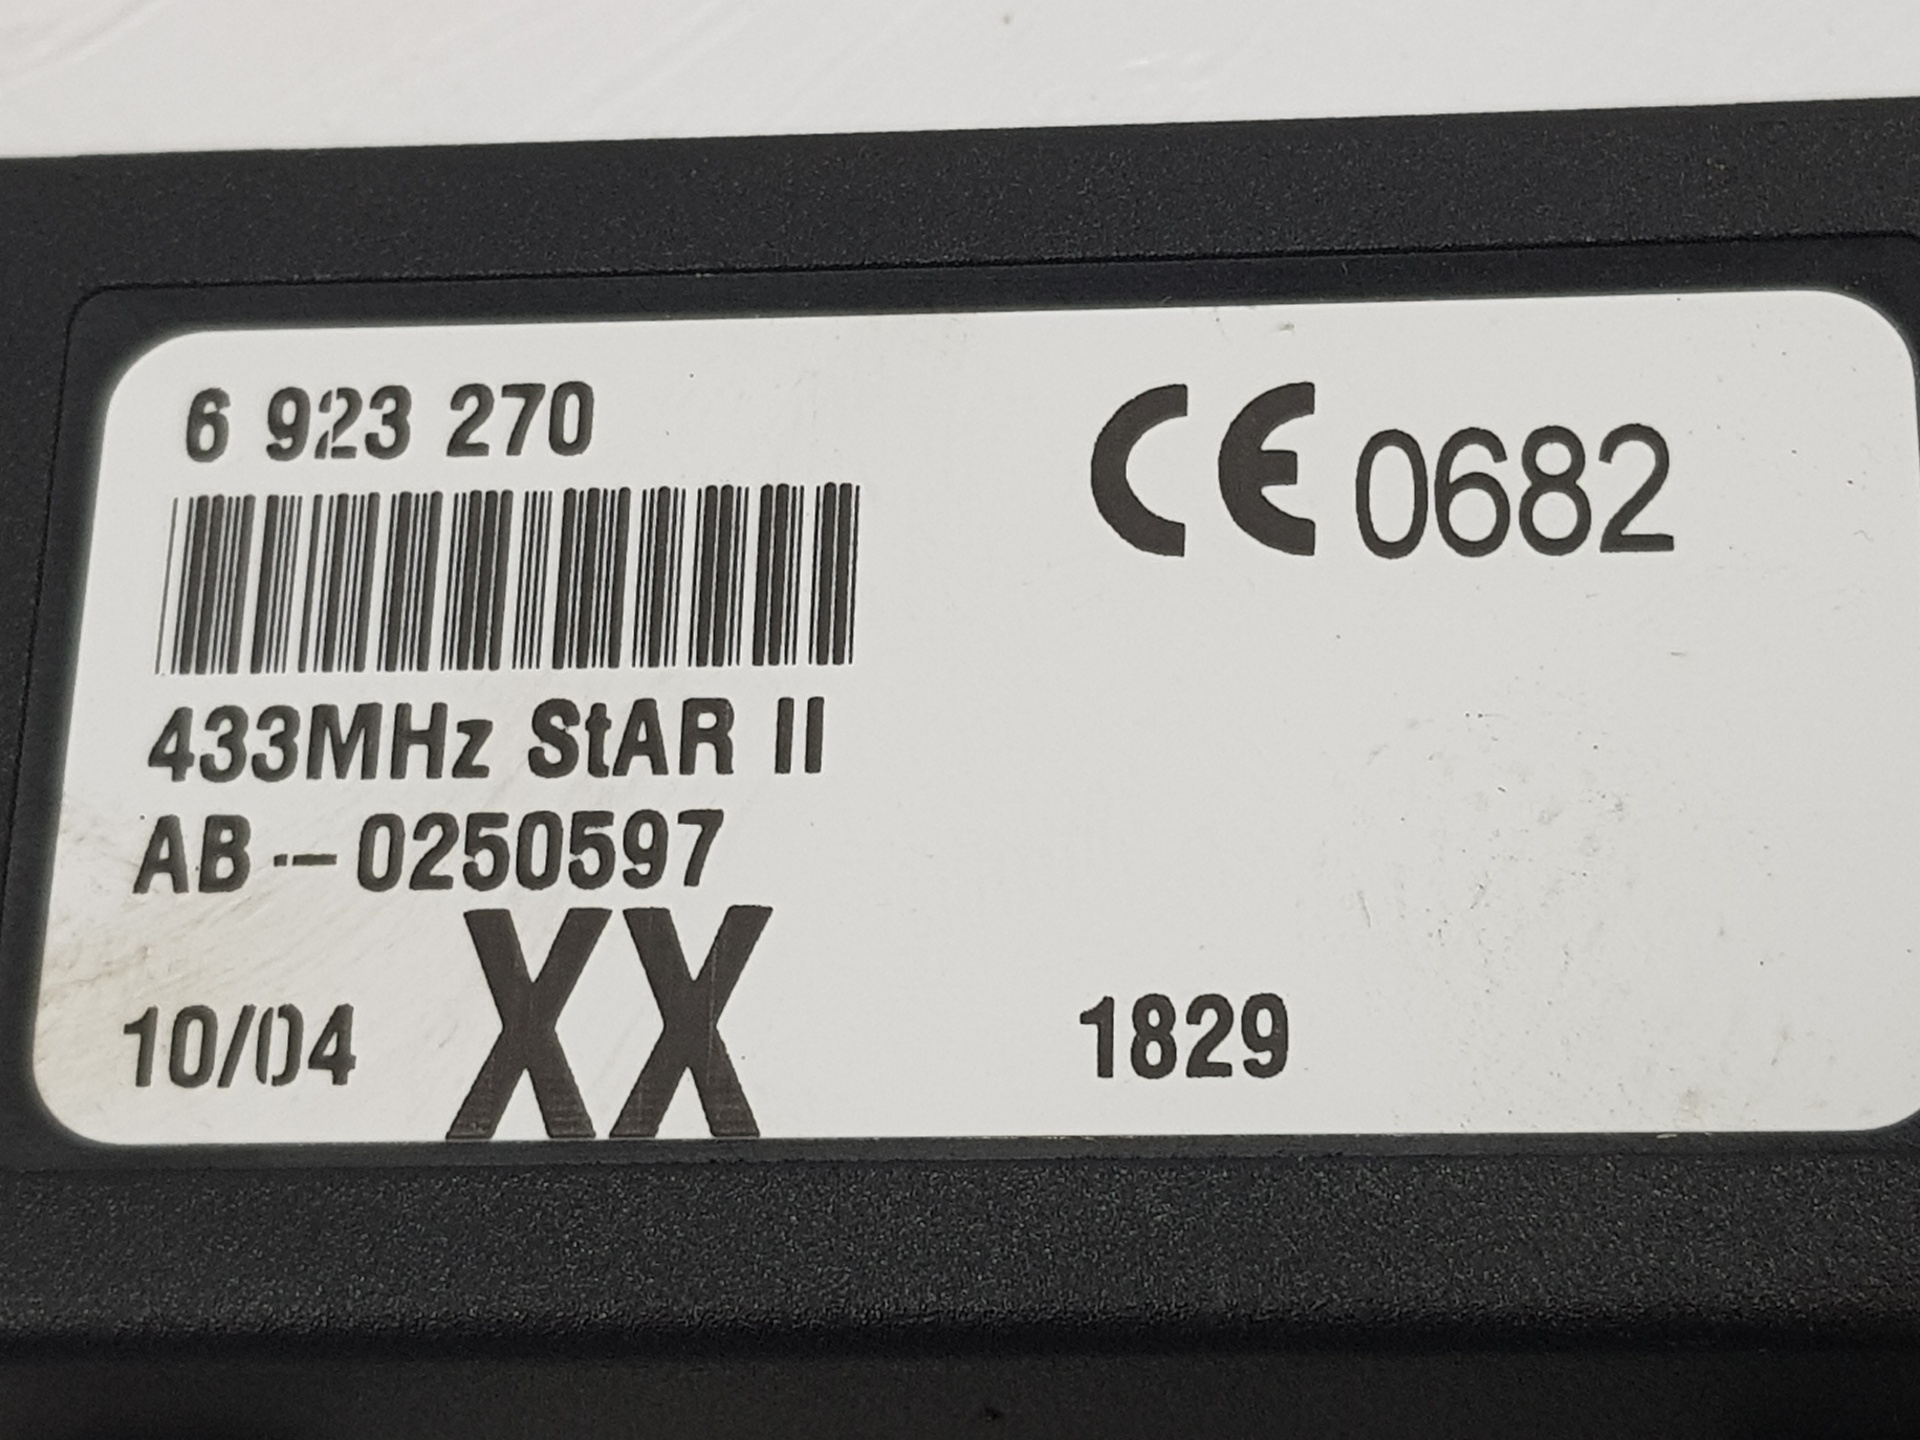 6 923 270
CE 0682
433MHz StAR II
AB--0250597
XX
10/04
1829